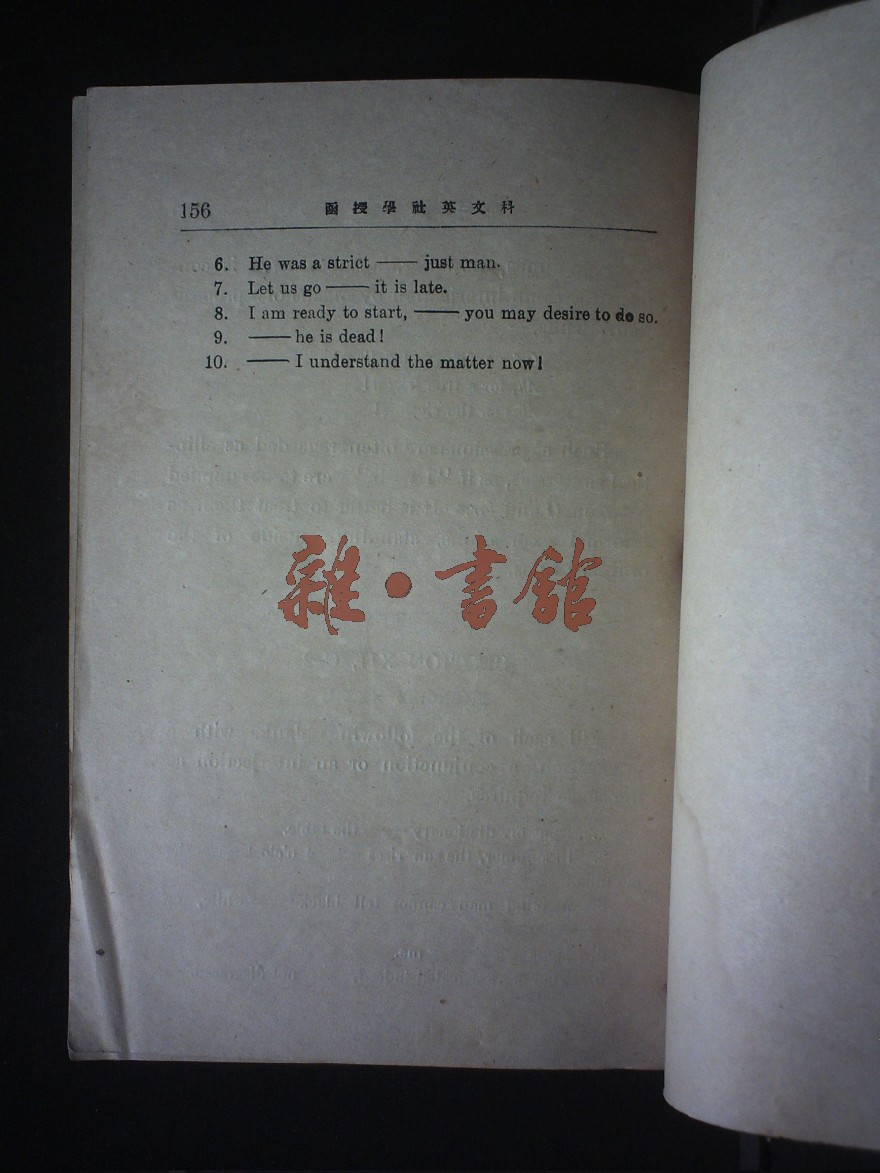 156 函授學社英文科
6. He was a strict —— just man.
7. Let us go —— it is late.
8. I am ready to start, —— you may desire to do so.
9. —— he is dead!
10. —— I understand the matter now!
雜·書館